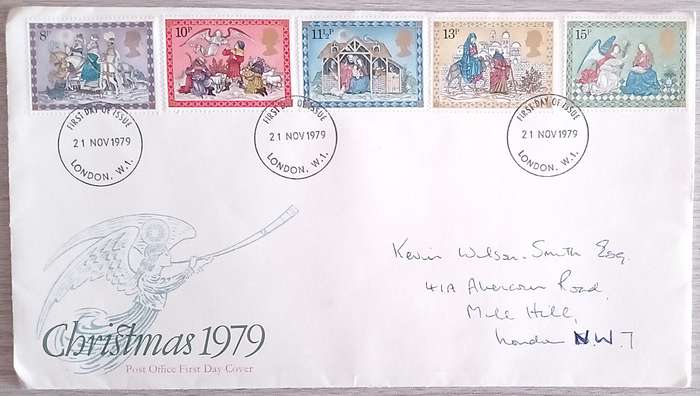 8P
10P
11½P
13P
15P
FIRST DAY OF ISSUE
21 NOV 1979
LONDON. W.1.
FIRST DAY OF ISSUE
21 NOV 1979
LONDON. W.1.
FIRST DAY OF ISSUE
21 NOV 1979
LONDON. W.1.
Kevin Wilson-Smith Esq.
41A Abercorn Road,
Mill Hill,
London N.W.7
Christmas 1979
Post Office First Day Cover